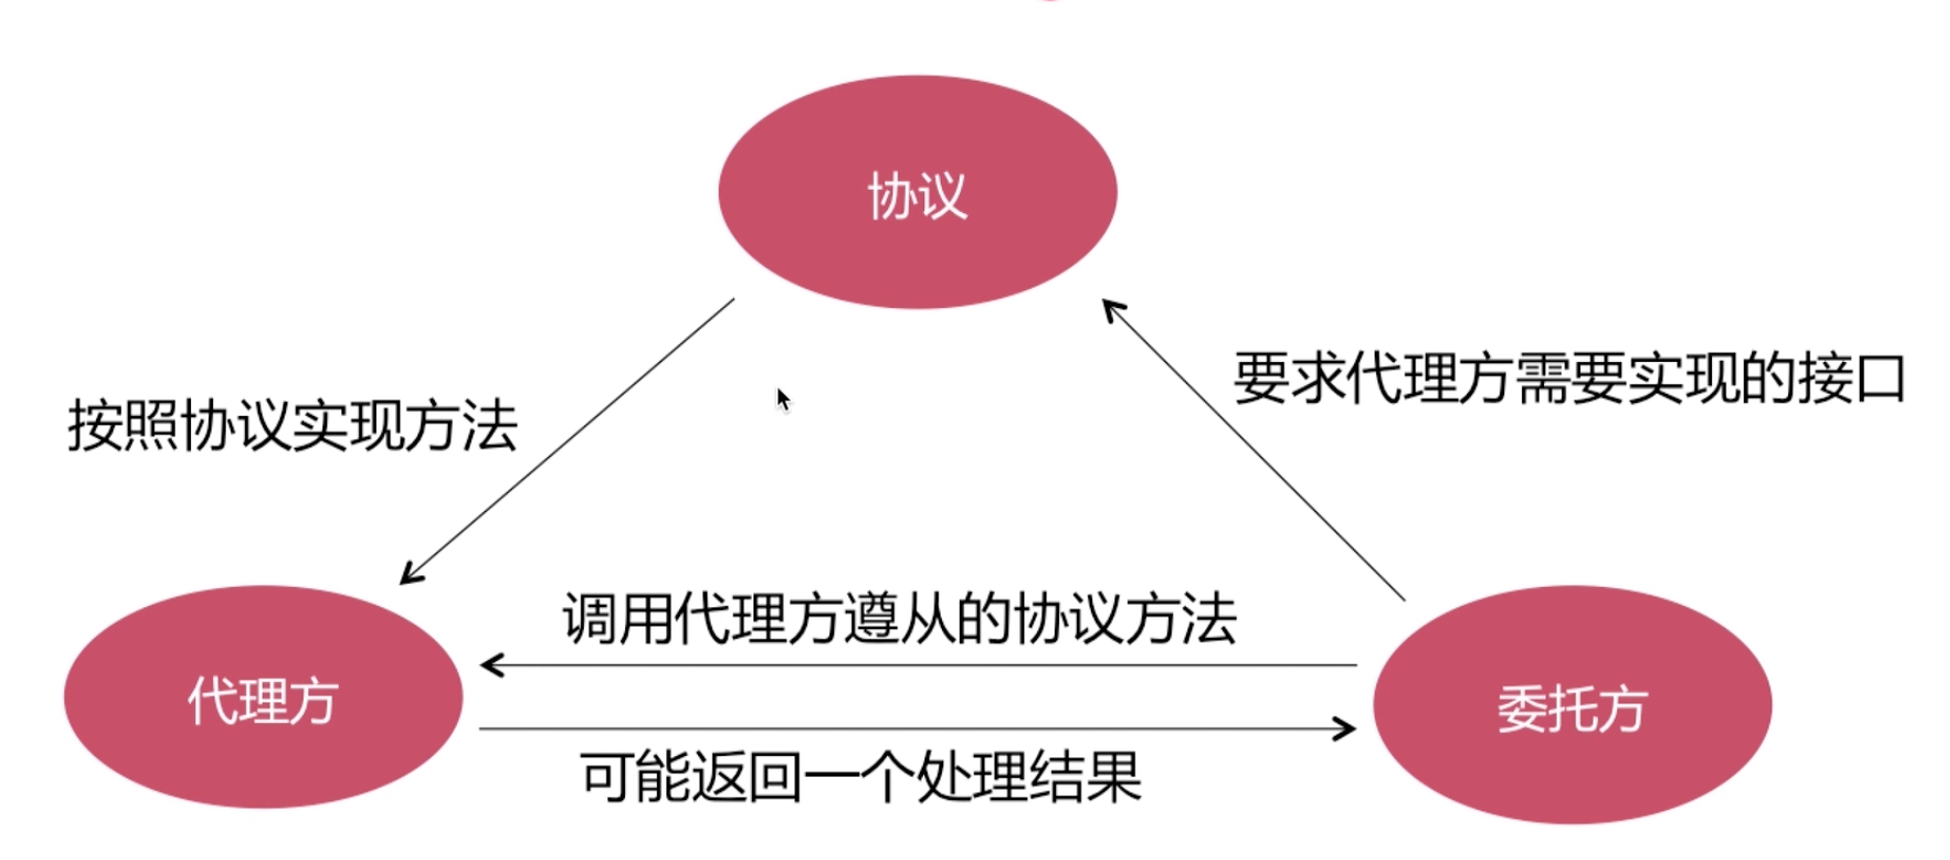 协议
要求代理方需要实现的接口
按照协议实现方法
调用代理方遵从的协议方法
代理方
委托方
可能返回一个处理结果